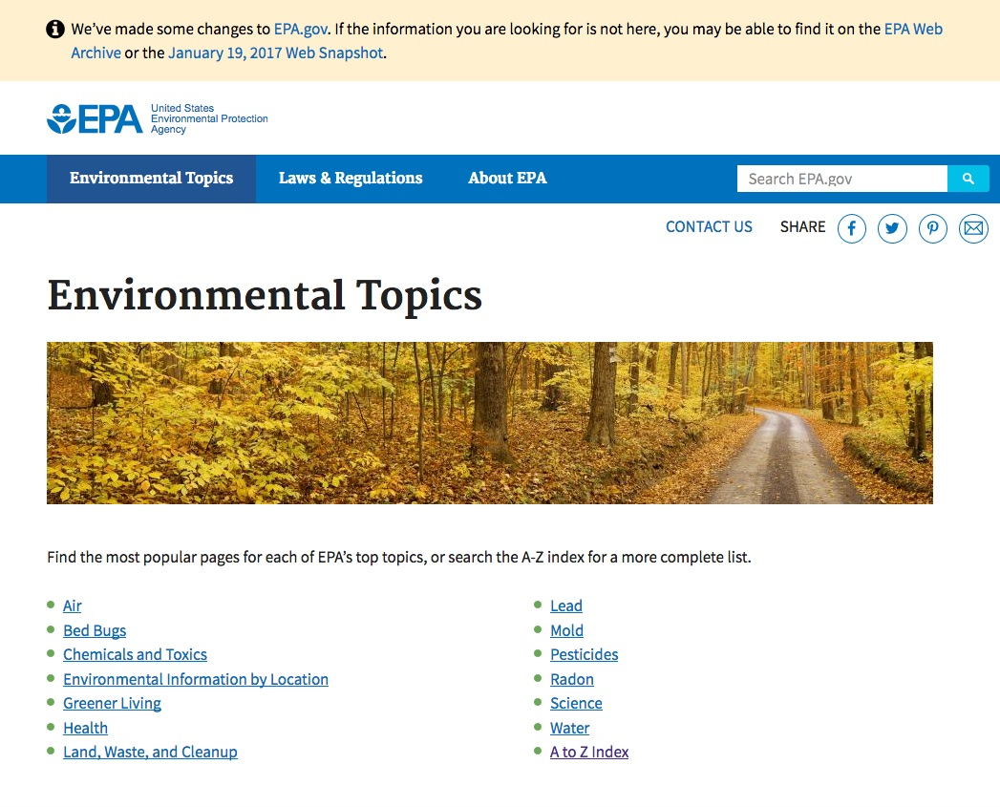 We’ve made some changes to EPA.gov. If the information you are looking for is not here, you may be able to find it on the EPA Web
Archive or the January 19, 2017 Web Snapshot.
EPA
United States
Environmental Protection
Agency
Environmental Topics
Laws & Regulations
About EPA
Search EPA.gov
CONTACT US
SHARE
Environmental Topics
Find the most popular pages for each of EPA’s top topics, or search the A-Z index for a more complete list.
Air
Bed Bugs
Chemicals and Toxics
Environmental Information by Location
Greener Living
Health
Land, Waste, and Cleanup
Lead
Mold
Pesticides
Radon
Science
Water
A to Z Index